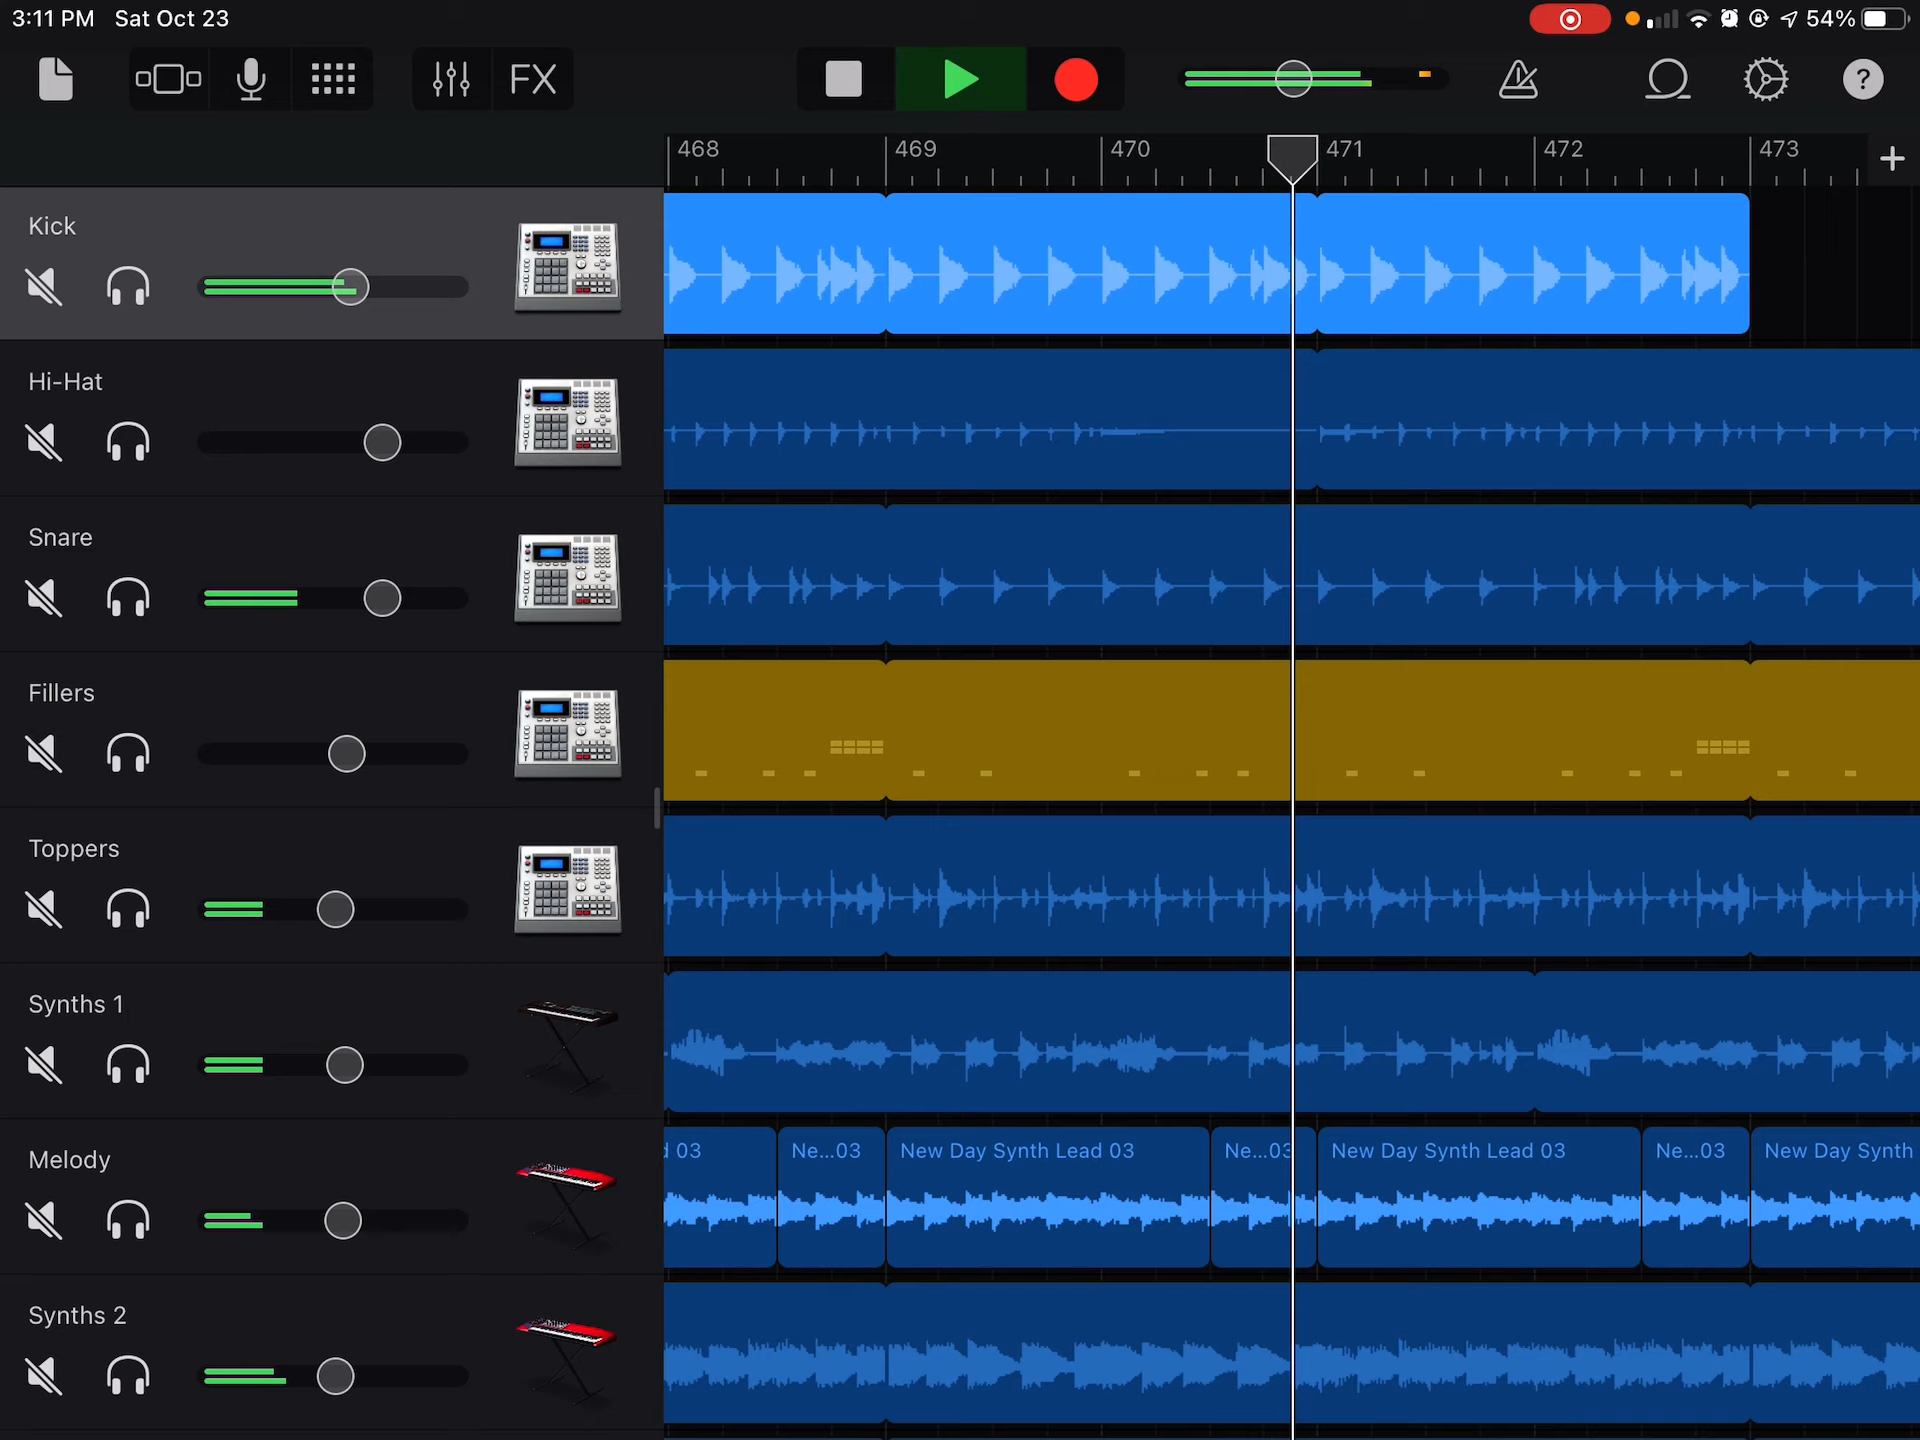 3:11 PM Sat Oct 23
54%
FX
?
468 469 470 471 472 473
Kick
Hi-Hat
Snare
Fillers
Toppers
Synths 1
Melody
d 03
Ne...03
New Day Synth Lead 03
Ne...03
New Day Synth Lead 03
Ne...03
New Day Synth
Synths 2